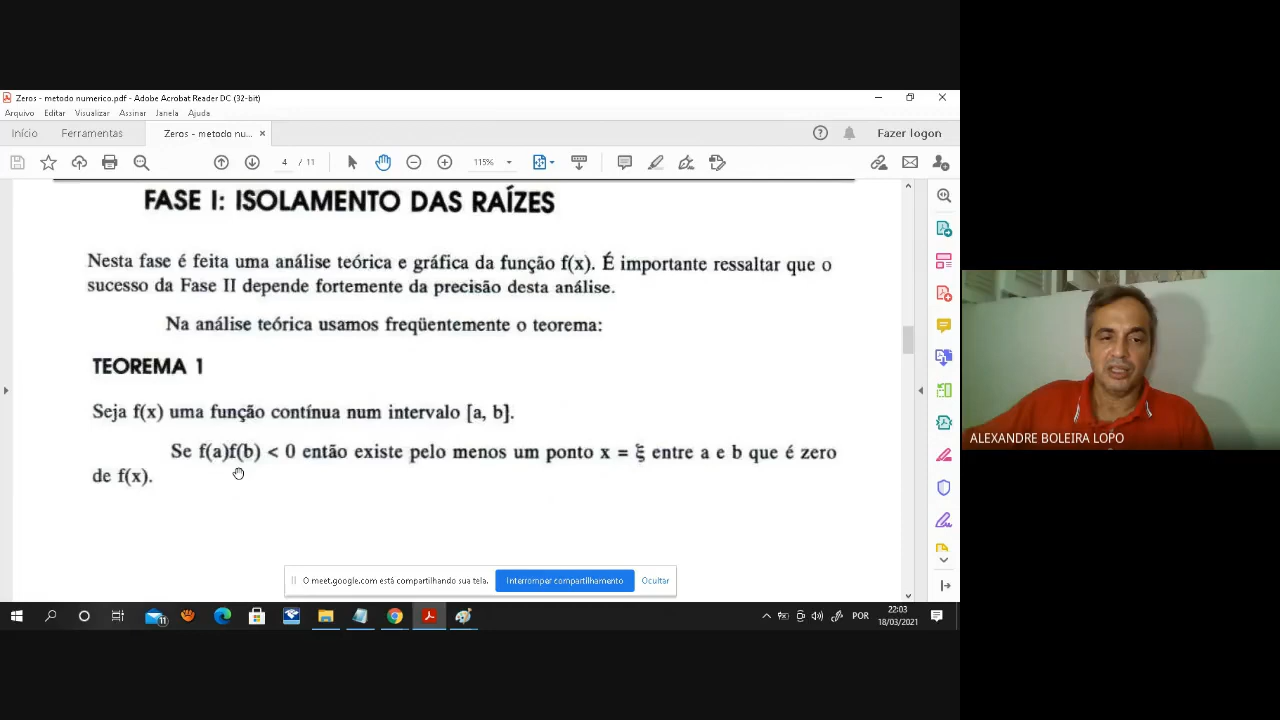 Zeros - metodo numerico.pdf - Adobe Acrobat Reader DC (32-bit)
Arquivo Editar Visualizar Assinar Janela Ajuda
Início Ferramentas Zeros - metodo nu... × Fazer logon
4 / 11 115%
FASE I: ISOLAMENTO DAS RAÍZES
Nesta fase é feita uma análise teórica e gráfica da função f(x). É importante ressaltar que o
sucesso da Fase II depende fortemente da precisão desta análise.
Na análise teórica usamos freqüentemente o teorema:
TEOREMA 1
Seja f(x) uma função contínua num intervalo [a, b].
Se f(a)f(b) < 0 então existe pelo menos um ponto x = ξ entre a e b que é zero
de f(x).
ALEXANDRE BOLEIRA LOPO
O meet.google.com está compartilhando sua tela. Interromper compartilhamento Ocultar
11 POR 22:03
18/03/2021